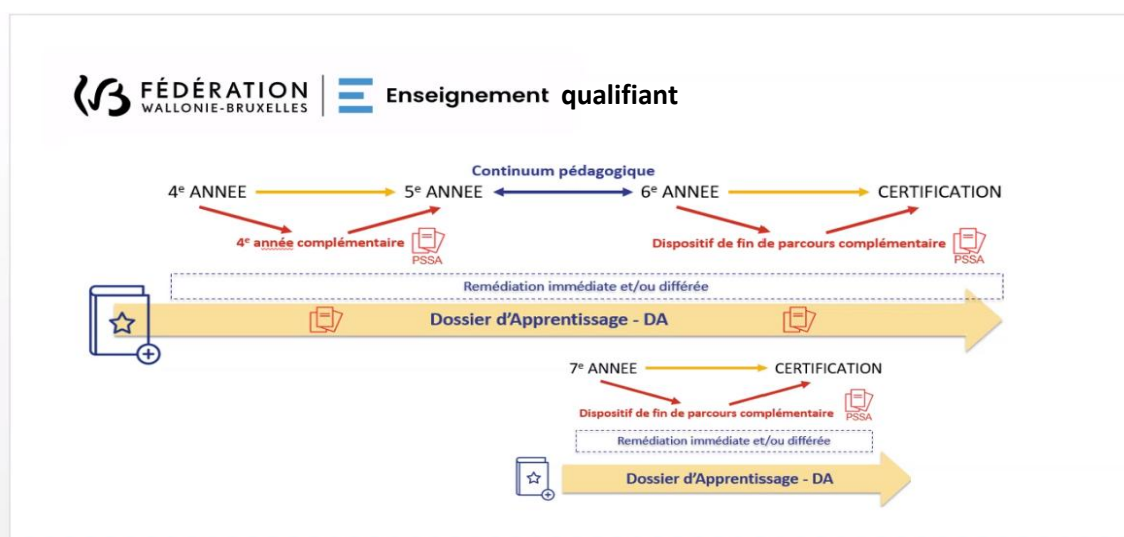 FÉDÉRATION
WALLONIE-BRUXELLES
Enseignement qualifiant
Continuum pédagogique
4e ANNEE 5e ANNEE 6e ANNEE CERTIFICATION
4e année complémentaire PSSA Dispositif de fin de parcours complémentaire PSSA
Remédiation immédiate et/ou différée
Dossier d'Apprentissage - DA
7e ANNEE CERTIFICATION
Dispositif de fin de parcours complémentaire PSSA
Remédiation immédiate et/ou différée
Dossier d'Apprentissage - DA